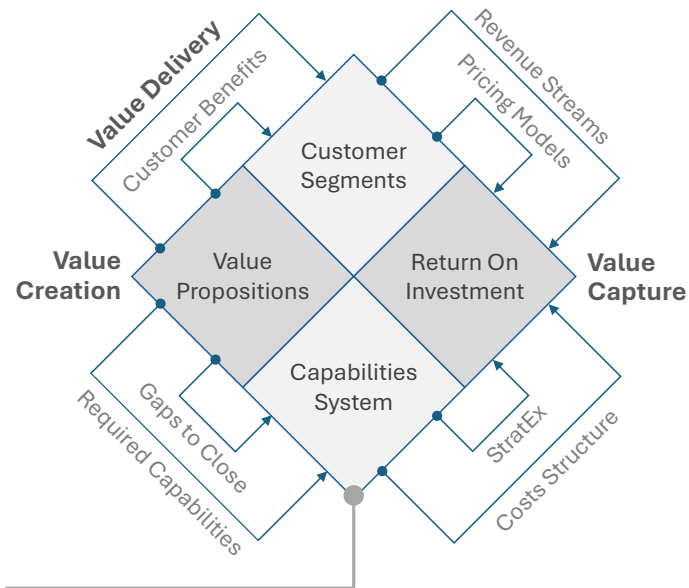 Value Delivery
Customer Benefits
Revenue Streams
Pricing Models
Customer
Segments
Value
Creation
Value
Propositions
Return On
Investment
Value
Capture
Capabilities
System
Gaps to Close
Required Capabilities
StratEx
Costs Structure